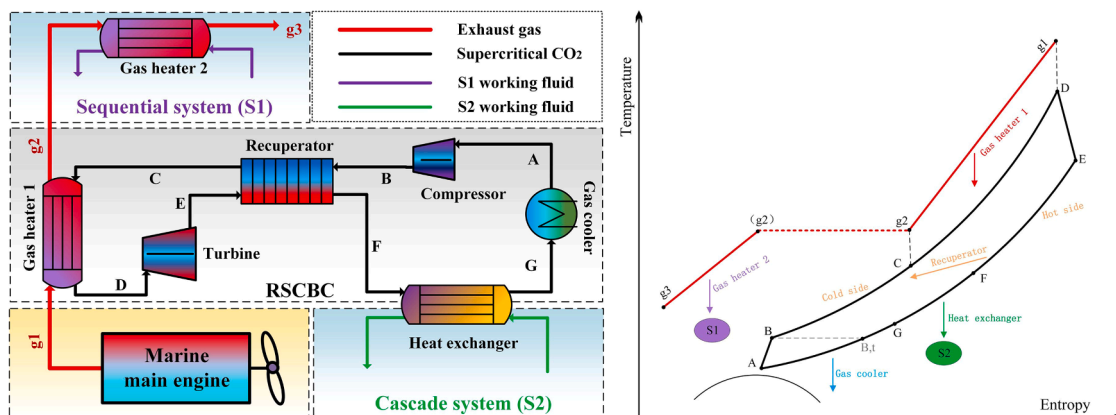 g3
Gas heater 2
Sequential system (S1)
Exhaust gas
Supercritical CO2
S1 working fluid
S2 working fluid
g2
Recuperator
A
B
C
Compressor
Gas heater 1
E
Turbine
F
Gas cooler
D
G
RSCBC
g1
Marine
main engine
Heat exchanger
Cascade system (S2)
Temperature
g1
D
Gas heater 1
E
(g2)
g2
Hot side
C
Recuperator
F
Gas heater 2
g3
Cold side
S1
B
G
Heat exchanger
B,t
S2
A
Gas cooler
Entropy